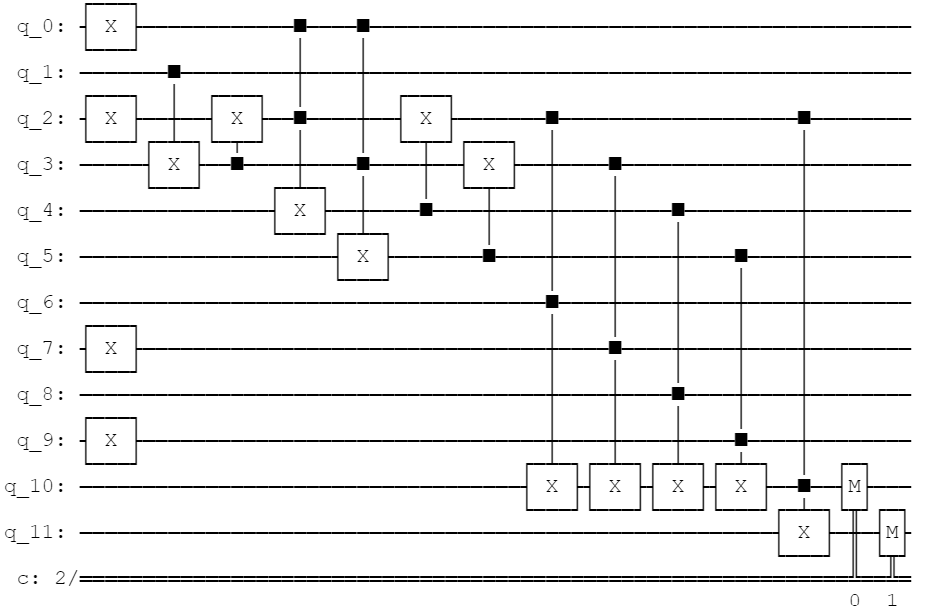 q_0: X
q_1:
q_2: X X X
q_3: X X
q_4: X
q_5: X
q_6:
q_7: X
q_8:
q_9: X
q_10: X X X X M
q_11: X M
c: 2/
0 1